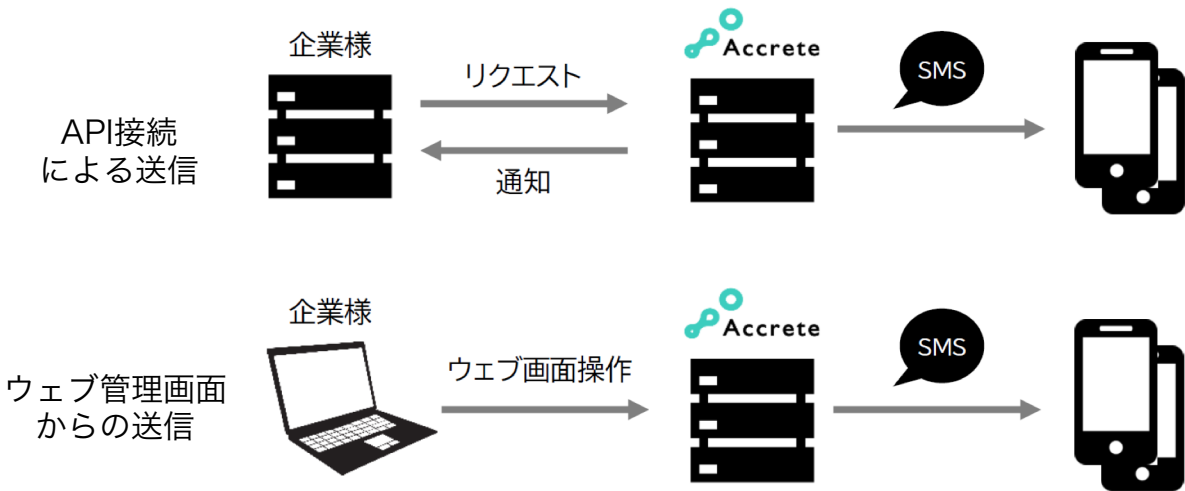 企業様
リクエスト
Accrete
SMS
API接続
による送信
通知
企業様
ウェブ画面操作
Accrete
SMS
ウェブ管理画面
からの送信